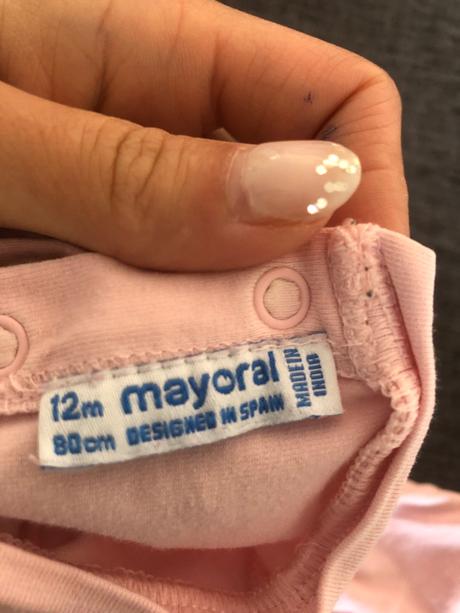 12m mayoral MADE IN
80cm DESIGNED IN SPAIN INDIA